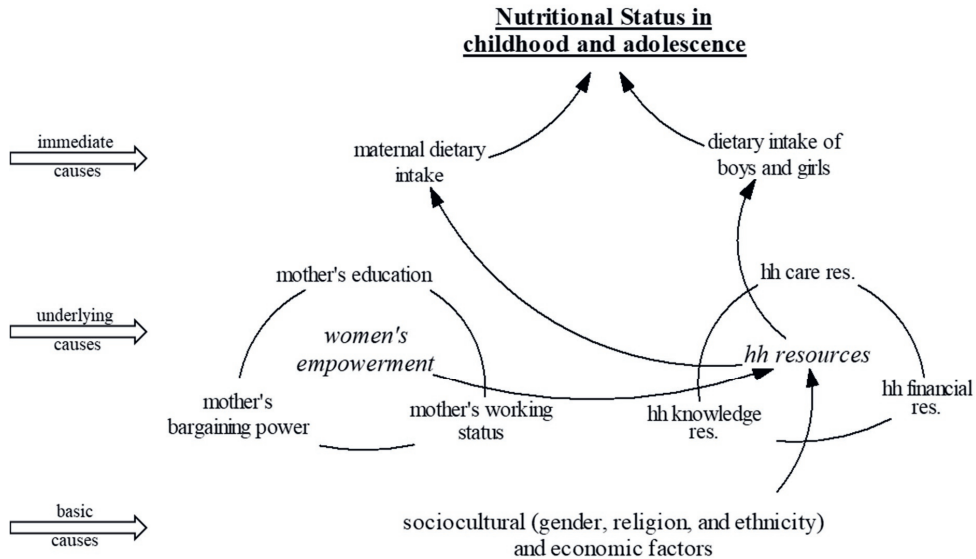 Nutritional Status in
childhood and adolescence
immediate
causes
maternal dietary
intake
dietary intake of
boys and girls
mother's education
hh care res.
underlying
causes
women's
empowerment
hh resources
mother's
bargaining power
mother's working
status
hh knowledge
res.
hh financial
res.
basic
causes
sociocultural (gender, religion, and ethnicity)
and economic factors